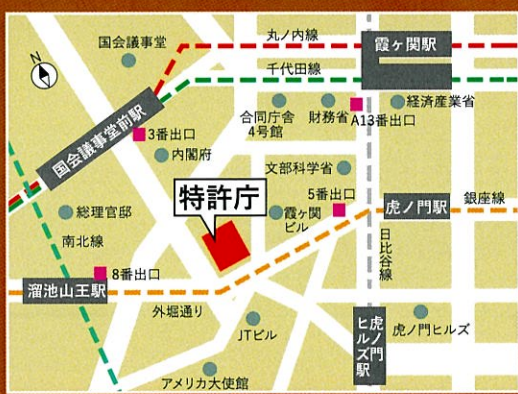 N
国会議事堂
丸ノ内線
霞ヶ関駅
千代田線
国会議事堂前駅
3番出口
内閣府
合同庁舎
4号館
財務省
A13番出口
経済産業省
文部科学省
特許庁
5番出口
虎ノ門駅
銀座線
総理官邸
霞ヶ関
ビル
南北線
日比谷線
8番出口
溜池山王駅
外堀通り
JTビル
虎ノ門
ヒルズ駅
虎ノ門ヒルズ
アメリカ大使館